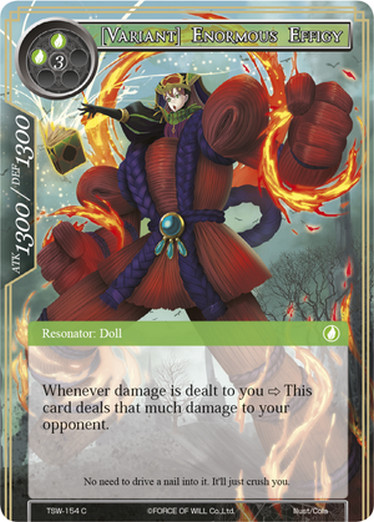 [Variant] Enormous Effigy
3
ATK 1300 / DEF 1300
Resonator: Doll
Whenever damage is dealt to you ⇨ This
card deals that much damage to your
opponent.
No need to drive a nail into it. It'll just crush you.
TSW-154 C ©FORCE OF WILL Co.,Ltd. Illust/Cole